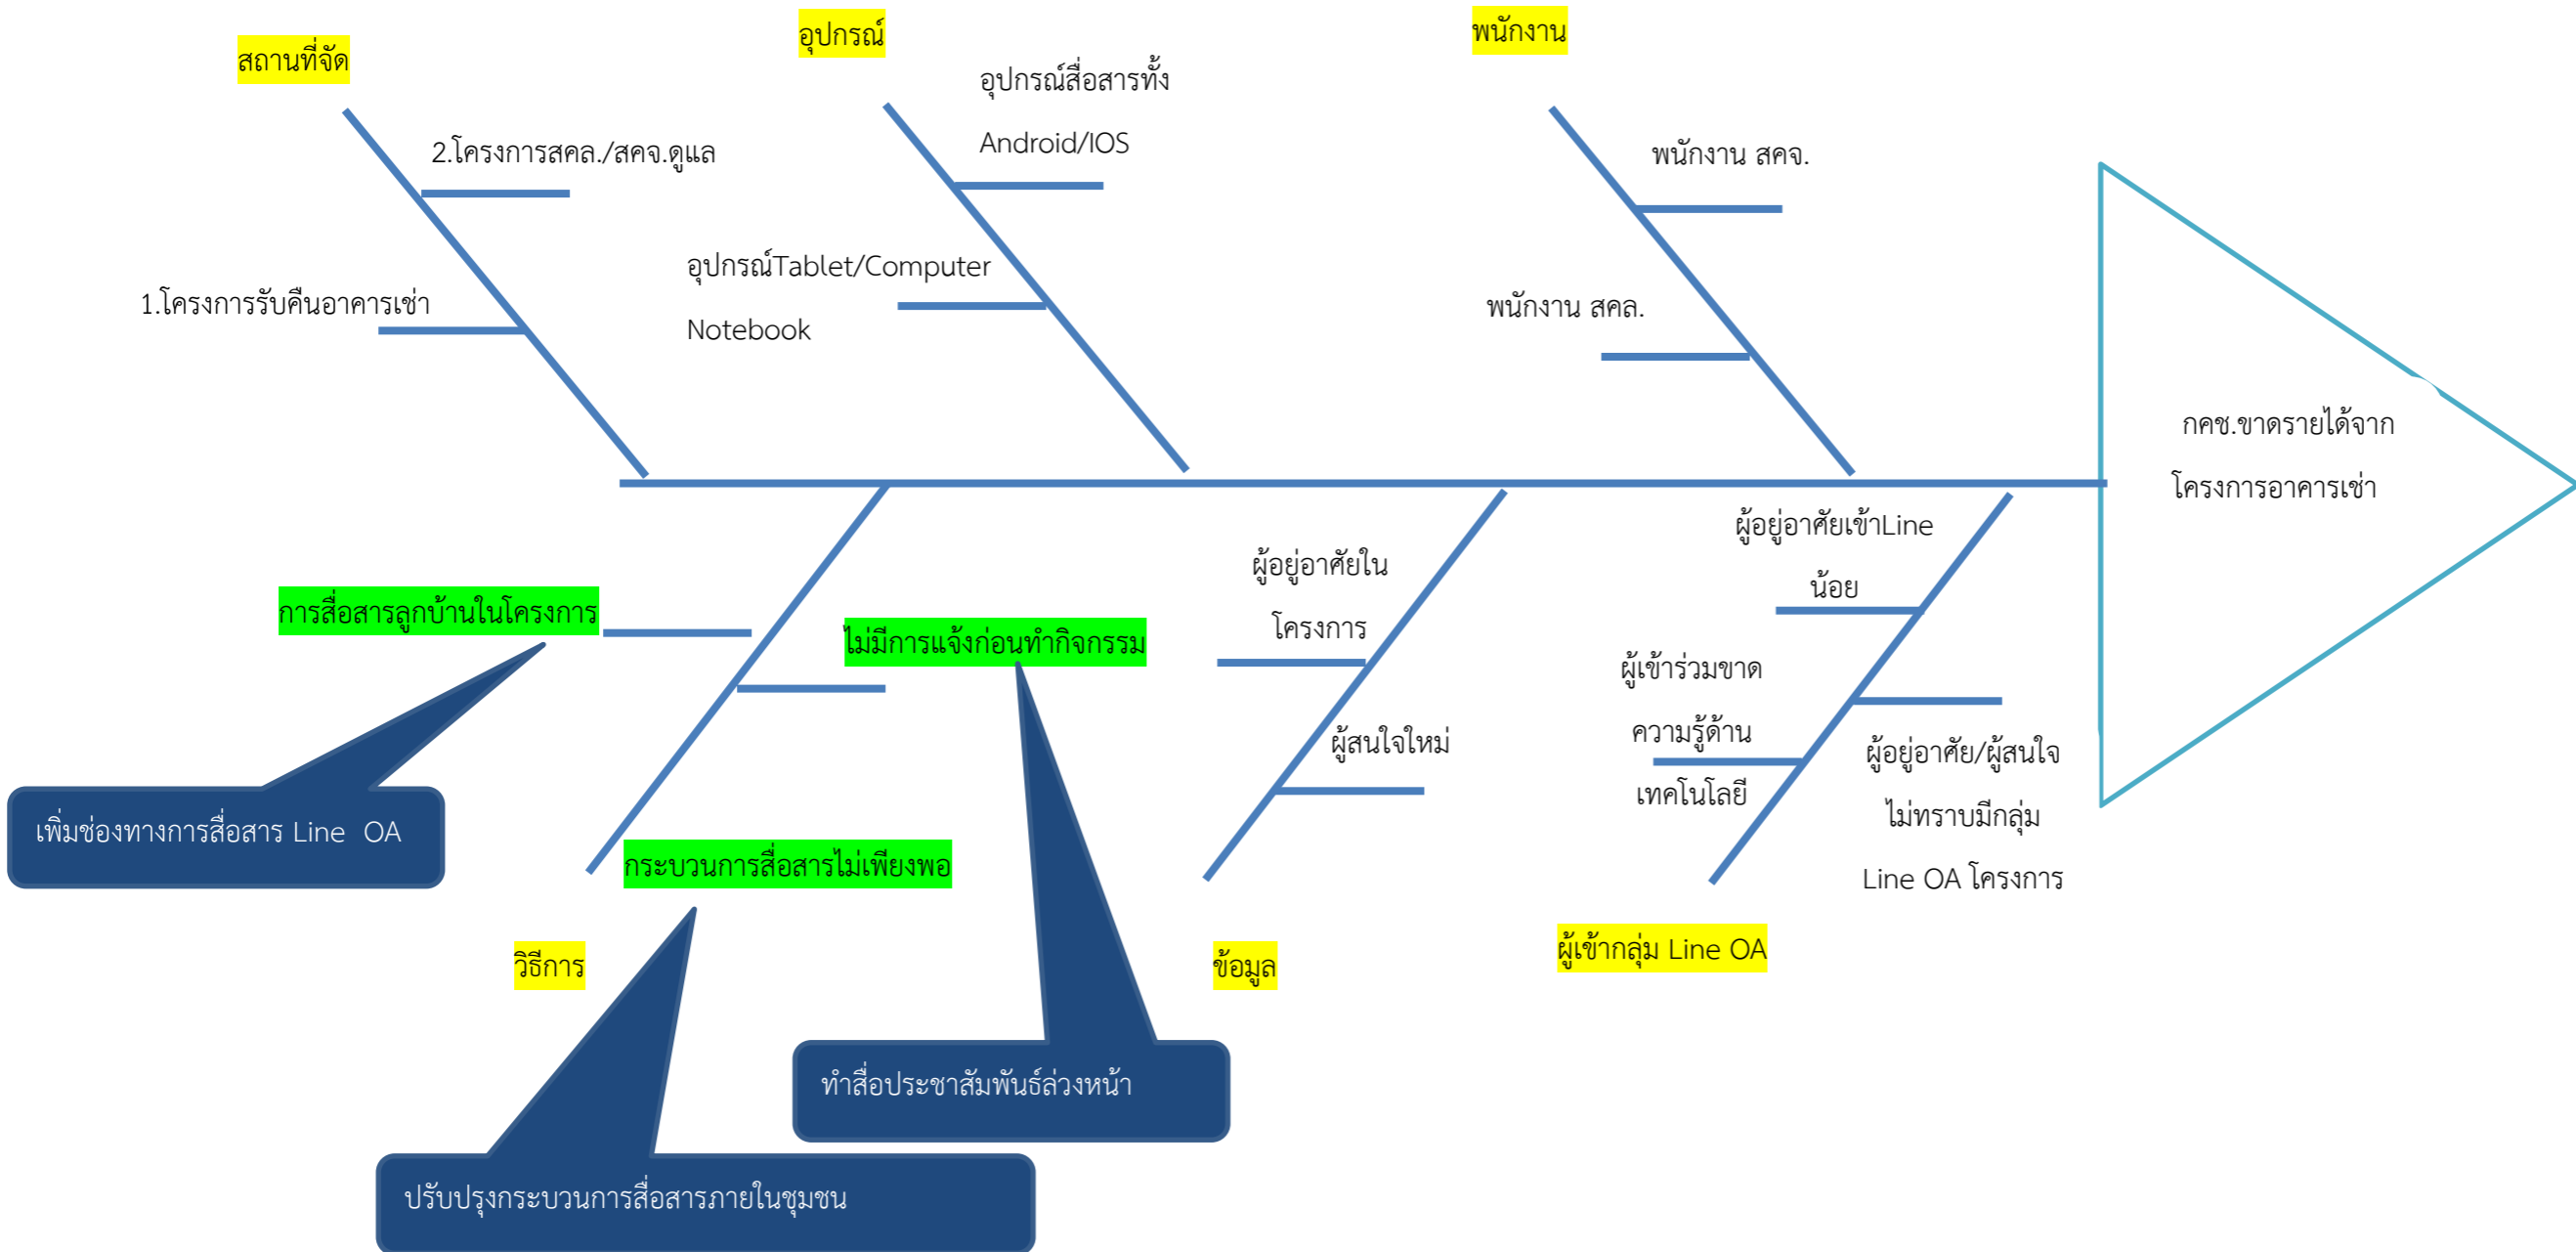 สถานที่จัด
อุปกรณ์
พนักงาน
2.โครงการสคล./สคจ.ดูแล
1.โครงการรับคืนอาคารเช่า
อุปกรณ์สื่อสารทั้ง
Android/IOS
อุปกรณ์Tablet/Computer
Notebook
พนักงาน สคจ.
พนักงาน สคล.
กคช.ขาดรายได้จาก
โครงการอาคารเช่า
การสื่อสารลูกบ้านในโครงการ
ไม่มีการแจ้งก่อนทำกิจกรรม
กระบวนการสื่อสารไม่เพียงพอ
วิธีการ
ผู้อยู่อาศัยใน
โครงการ
ผู้สนใจใหม่
ข้อมูล
ผู้อยู่อาศัยเข้าLine
น้อย
ผู้เข้าร่วมขาด
ความรู้ด้าน
เทคโนโลยี
ผู้อยู่อาศัย/ผู้สนใจ
ไม่ทราบมีกลุ่ม
Line OA โครงการ
ผู้เข้ากลุ่ม Line OA
เพิ่มช่องทางการสื่อสาร Line OA
ทำสื่อประชาสัมพันธ์ล่วงหน้า
ปรับปรุงกระบวนการสื่อสารภายในชุมชน